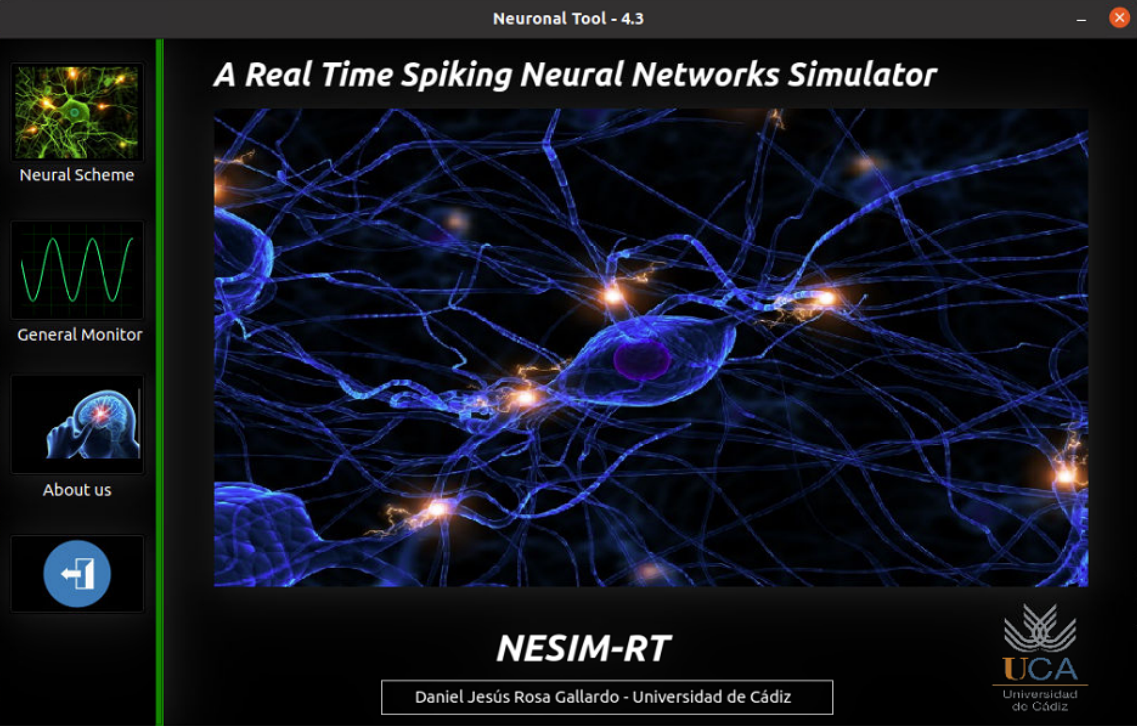 Neuronal Tool - 4.3
A Real Time Spiking Neural Networks Simulator
Neural Scheme
General Monitor
About us
NESIM-RT
Daniel Jesús Rosa Gallardo - Universidad de Cádiz
UCA
Universidad
de Cádiz